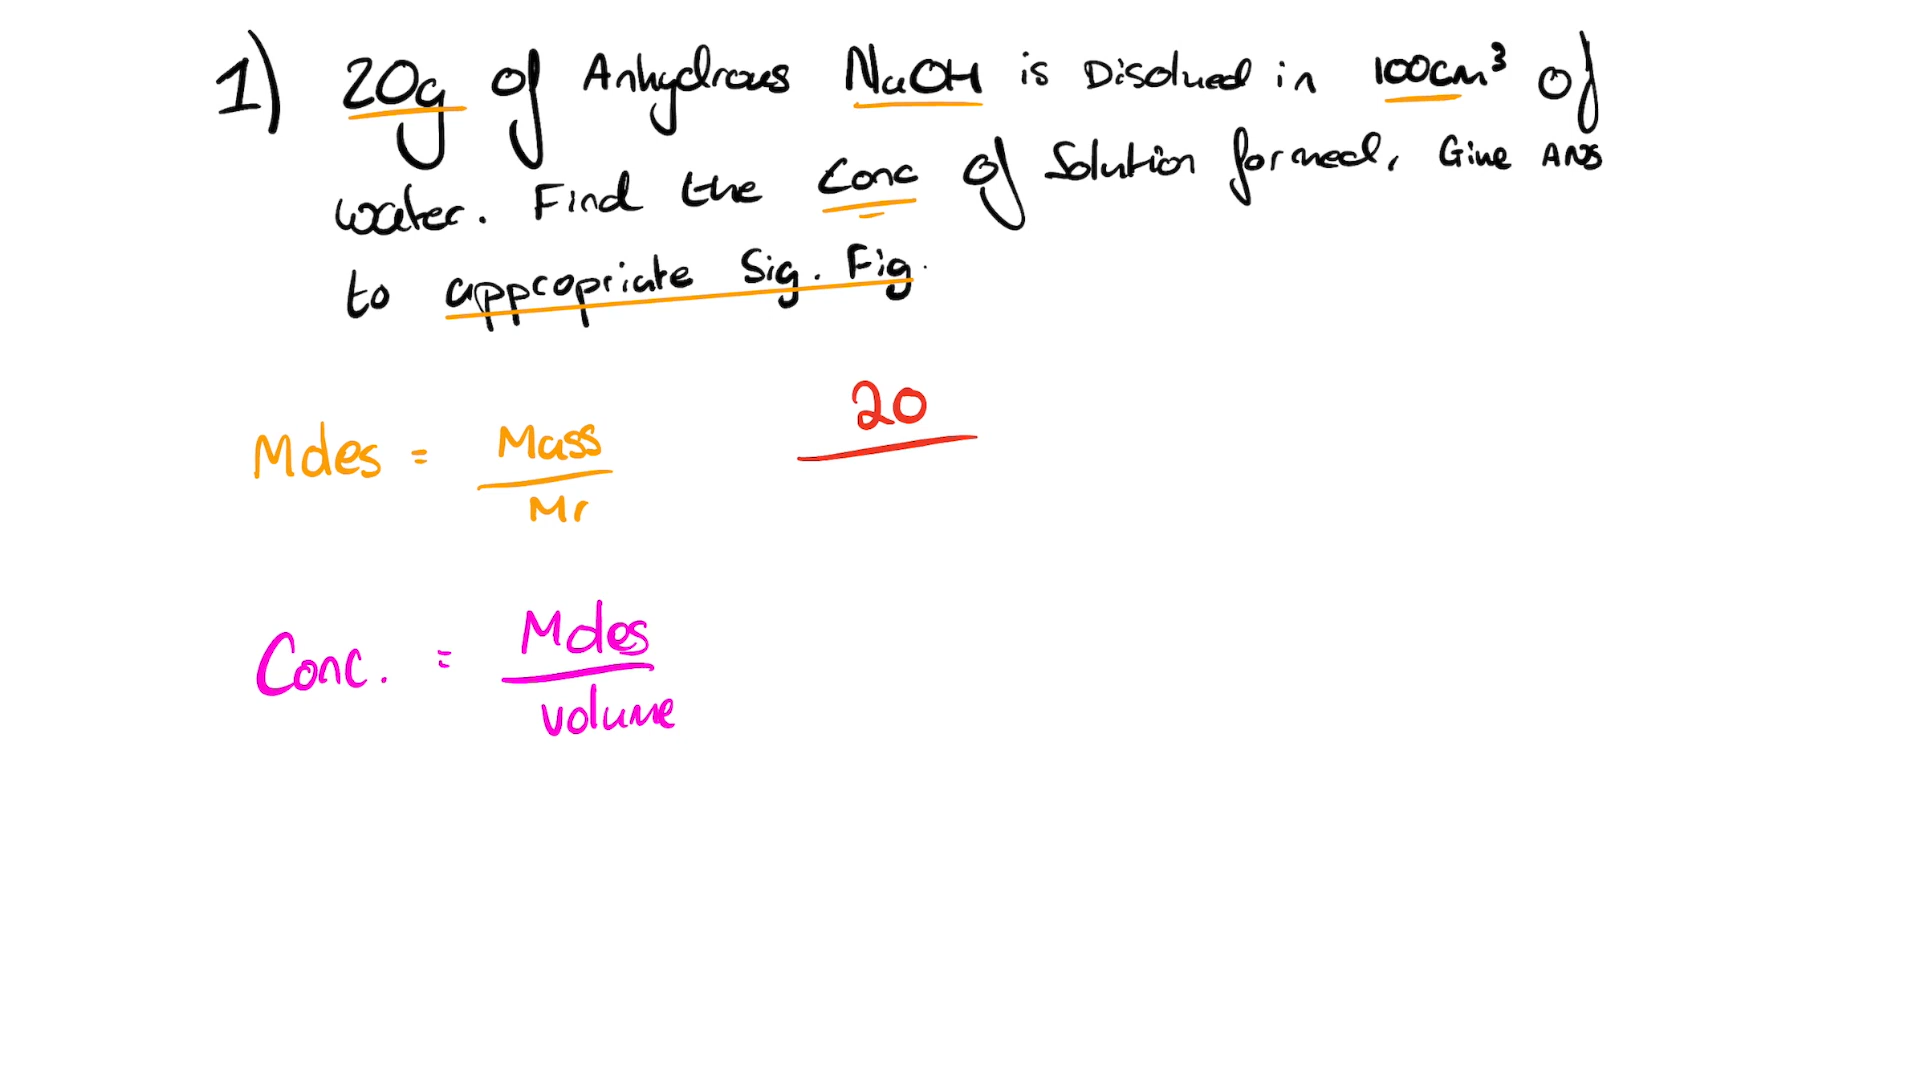 1) 20g of Anhydrous NaOH is Disolved in 100cm³ of
water. Find the Conc of Solution formed, Give ANS
to appropriate Sig. Fig.
20
Moles = Mass
Mr
Conc. = Moles
volume